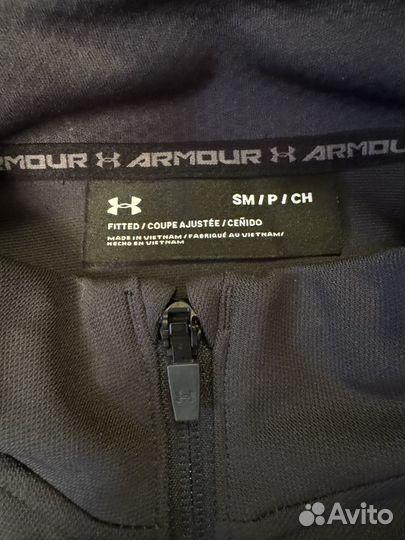 ARMOUR ARMOUR ARMOUR
SM / P / CH
FITTED / COUPE AJUSTÉE / CEÑIDO
MADE IN VIETNAM / FABRIQUÉ AU VIETNAM /
HECHO EN VIETNAM
Avito